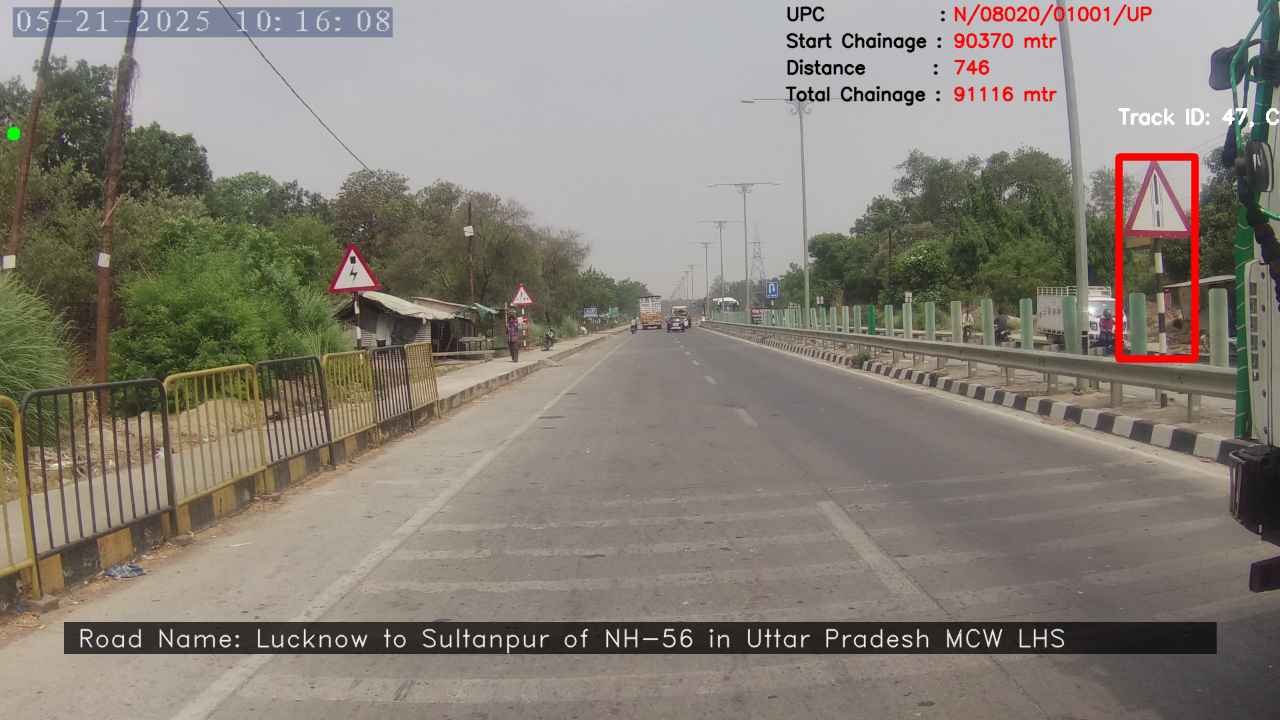 05-21-2025 10:16:08
UPC : N/08020/01001/UP
Start Chainage : 90370 mtr
Distance : 746
Total Chainage : 91116 mtr
Track ID: 47, C
Road Name: Lucknow to Sultanpur of NH-56 in Uttar Pradesh MCW LHS